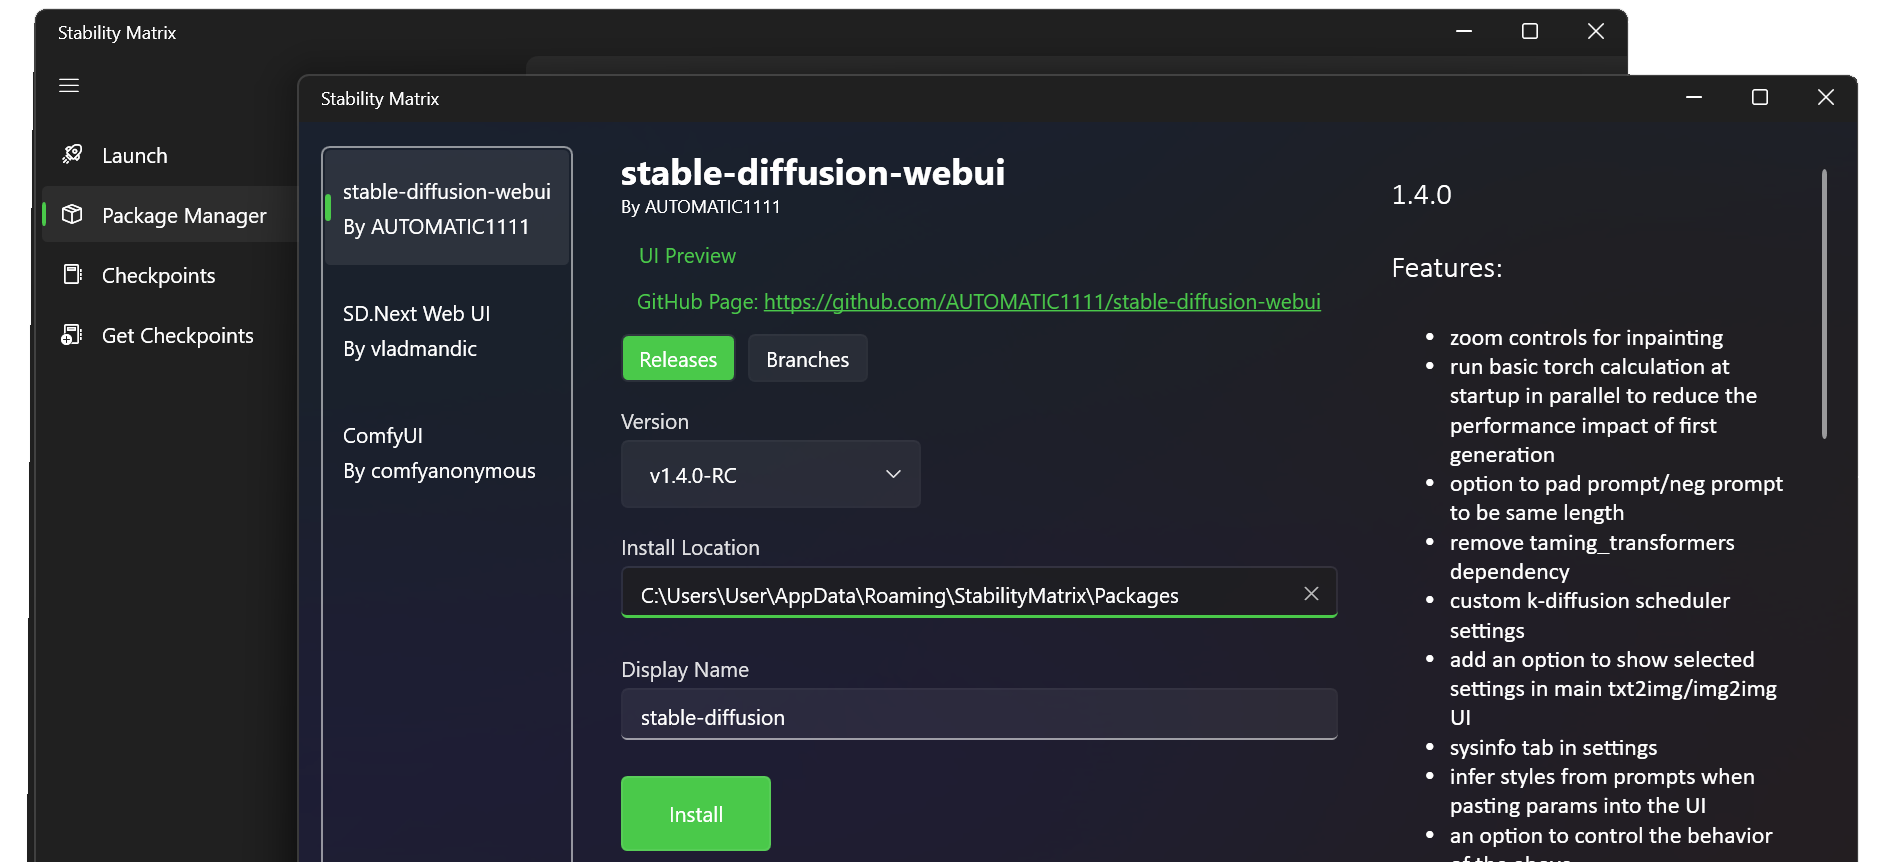 Stability Matrix
Launch
Package Manager
Checkpoints
Get Checkpoints
Stability Matrix
stable-diffusion-webui
By AUTOMATIC1111
SD.Next Web UI
By vladmandic
ComfyUI
By comfyanonymous
stable-diffusion-webui
By AUTOMATIC1111
UI Preview
GitHub Page: https://github.com/AUTOMATIC1111/stable-diffusion-webui
Releases
Branches
Version
v1.4.0-RC
Install Location
C:\Users\User\AppData\Roaming\StabilityMatrix\Packages
Display Name
stable-diffusion
Install
1.4.0
Features:
• zoom controls for inpainting
• run basic torch calculation at
startup in parallel to reduce the
performance impact of first
generation
• option to pad prompt/neg prompt
to be same length
• remove taming_transformers
dependency
• custom k-diffusion scheduler
settings
• add an option to show selected
settings in main txt2img/img2img
UI
• sysinfo tab in settings
• infer styles from prompts when
pasting params into the UI
• an option to control the behavior
of the above